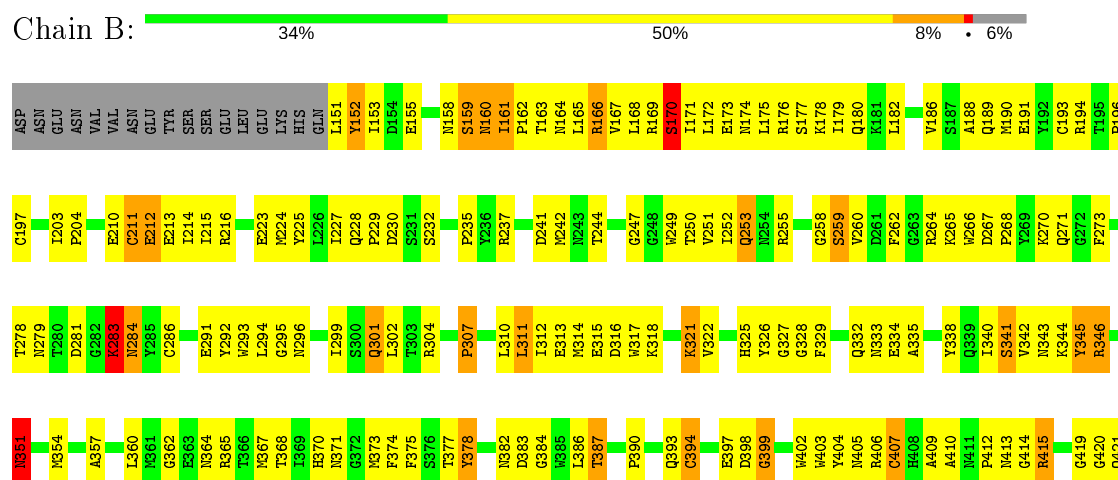 Chain B:
34% 50% 8% • 6%
ASP ASN GLU ASN VAL VAL ASN GLU TYR SER SER GLU LEU GLU LYS HIS GLN L151 Y152 I153 D154 E155 N158 S159 N160 I161 P162 T163 N164 L165 R166 V167 L168 R169 S170 I171 L172 E173 N174 L175 R176 S177 K178 I179 Q180 K181 L182 V186 S187 A188 Q189 M190 E191 Y192 C193 R194 T195 P196
C197 I203 P204 E210 C211 E212 E213 I214 I215 R216 E223 M224 Y225 L226 I227 Q228 P229 D230 S231 S232 P235 Y236 R237 D241 M242 N243 T244 G247 G248 W249 T250 V251 I252 Q253 N254 R255 G258 S259 V260 D261 F262 G263 R264 K265 W266 D267 P268 Y269 K270 Q271 G272 F273
T278 N279 T280 D281 G282 K283 N284 Y285 C286 E291 Y292 W293 L294 G295 N296 I299 S300 Q301 L302 T303 R304 P307 L310 L311 I312 E313 M314 E315 D316 W317 K318 K321 V322 H325 Y326 G327 G328 F329 Q332 N333 E334 A335 Y338 Q339 I340 S341 V342 N343 K344 Y345 R346
N351 M354 A357 L360 M361 G362 E363 N364 R365 T366 M367 T368 I369 H370 N371 G372 M373 F374 F375 S376 T377 Y378 N382 D383 G384 W385 L386 T387 P390 Q393 C394 E397 D398 G399 W402 W403 Y404 N405 R406 C407 H408 A409 A410 N411 P412 N413 G414 R415 G419 G420